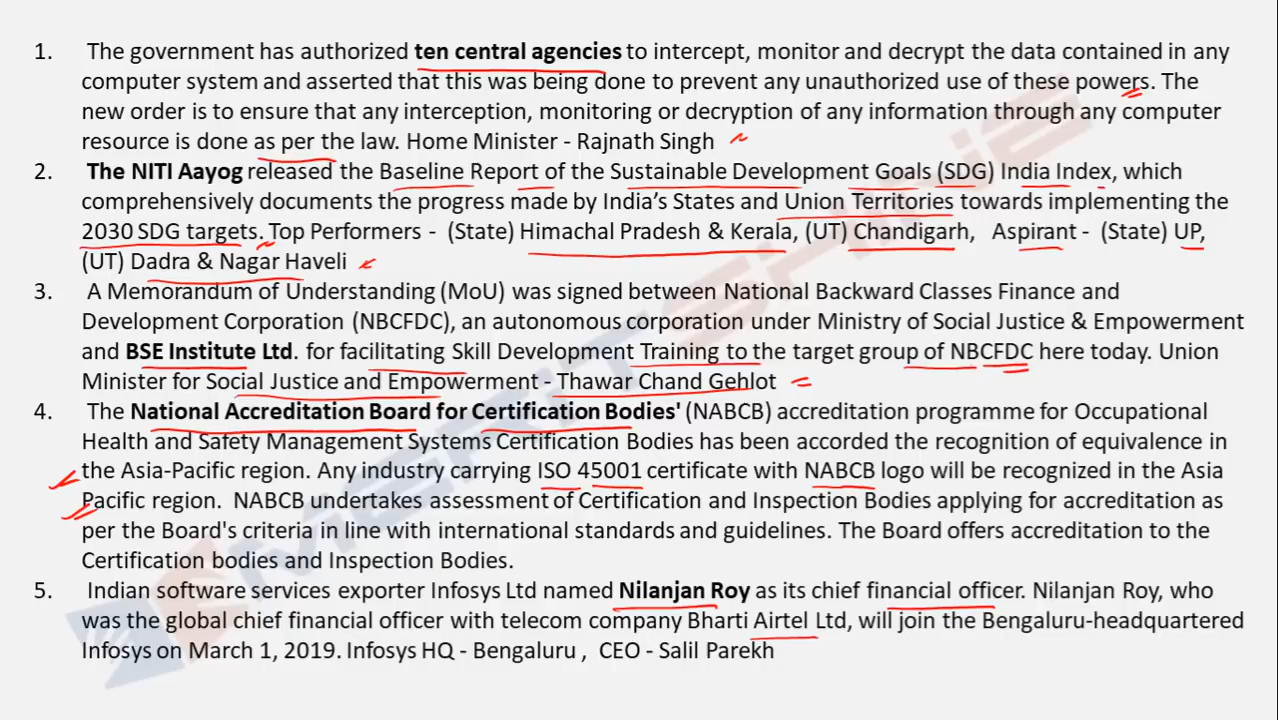 1. The government has authorized ten central agencies to intercept, monitor and decrypt the data contained in any
computer system and asserted that this was being done to prevent any unauthorized use of these powers. The
new order is to ensure that any interception, monitoring or decryption of any information through any computer
resource is done as per the law. Home Minister - Rajnath Singh
2. The NITI Aayog released the Baseline Report of the Sustainable Development Goals (SDG) India Index, which
comprehensively documents the progress made by India's States and Union Territories towards implementing the
2030 SDG targets. Top Performers - (State) Himachal Pradesh & Kerala, (UT) Chandigarh, Aspirant - (State) UP,
(UT) Dadra & Nagar Haveli
3. A Memorandum of Understanding (MoU) was signed between National Backward Classes Finance and
Development Corporation (NBCFDC), an autonomous corporation under Ministry of Social Justice & Empowerment
and BSE Institute Ltd. for facilitating Skill Development Training to the target group of NBCFDC here today. Union
Minister for Social Justice and Empowerment - Thawar Chand Gehlot
4. The National Accreditation Board for Certification Bodies' (NABCB) accreditation programme for Occupational
Health and Safety Management Systems Certification Bodies has been accorded the recognition of equivalence in
the Asia-Pacific region. Any industry carrying ISO 45001 certificate with NABCB logo will be recognized in the Asia
Pacific region. NABCB undertakes assessment of Certification and Inspection Bodies applying for accreditation as
per the Board's criteria in line with international standards and guidelines. The Board offers accreditation to the
Certification bodies and Inspection Bodies.
5. Indian software services exporter Infosys Ltd named Nilanjan Roy as its chief financial officer. Nilanjan Roy, who
was the global chief financial officer with telecom company Bharti Airtel Ltd, will join the Bengaluru-headquartered
Infosys on March 1, 2019. Infosys HQ - Bengaluru , CEO - Salil Parekh
MERITSHINE